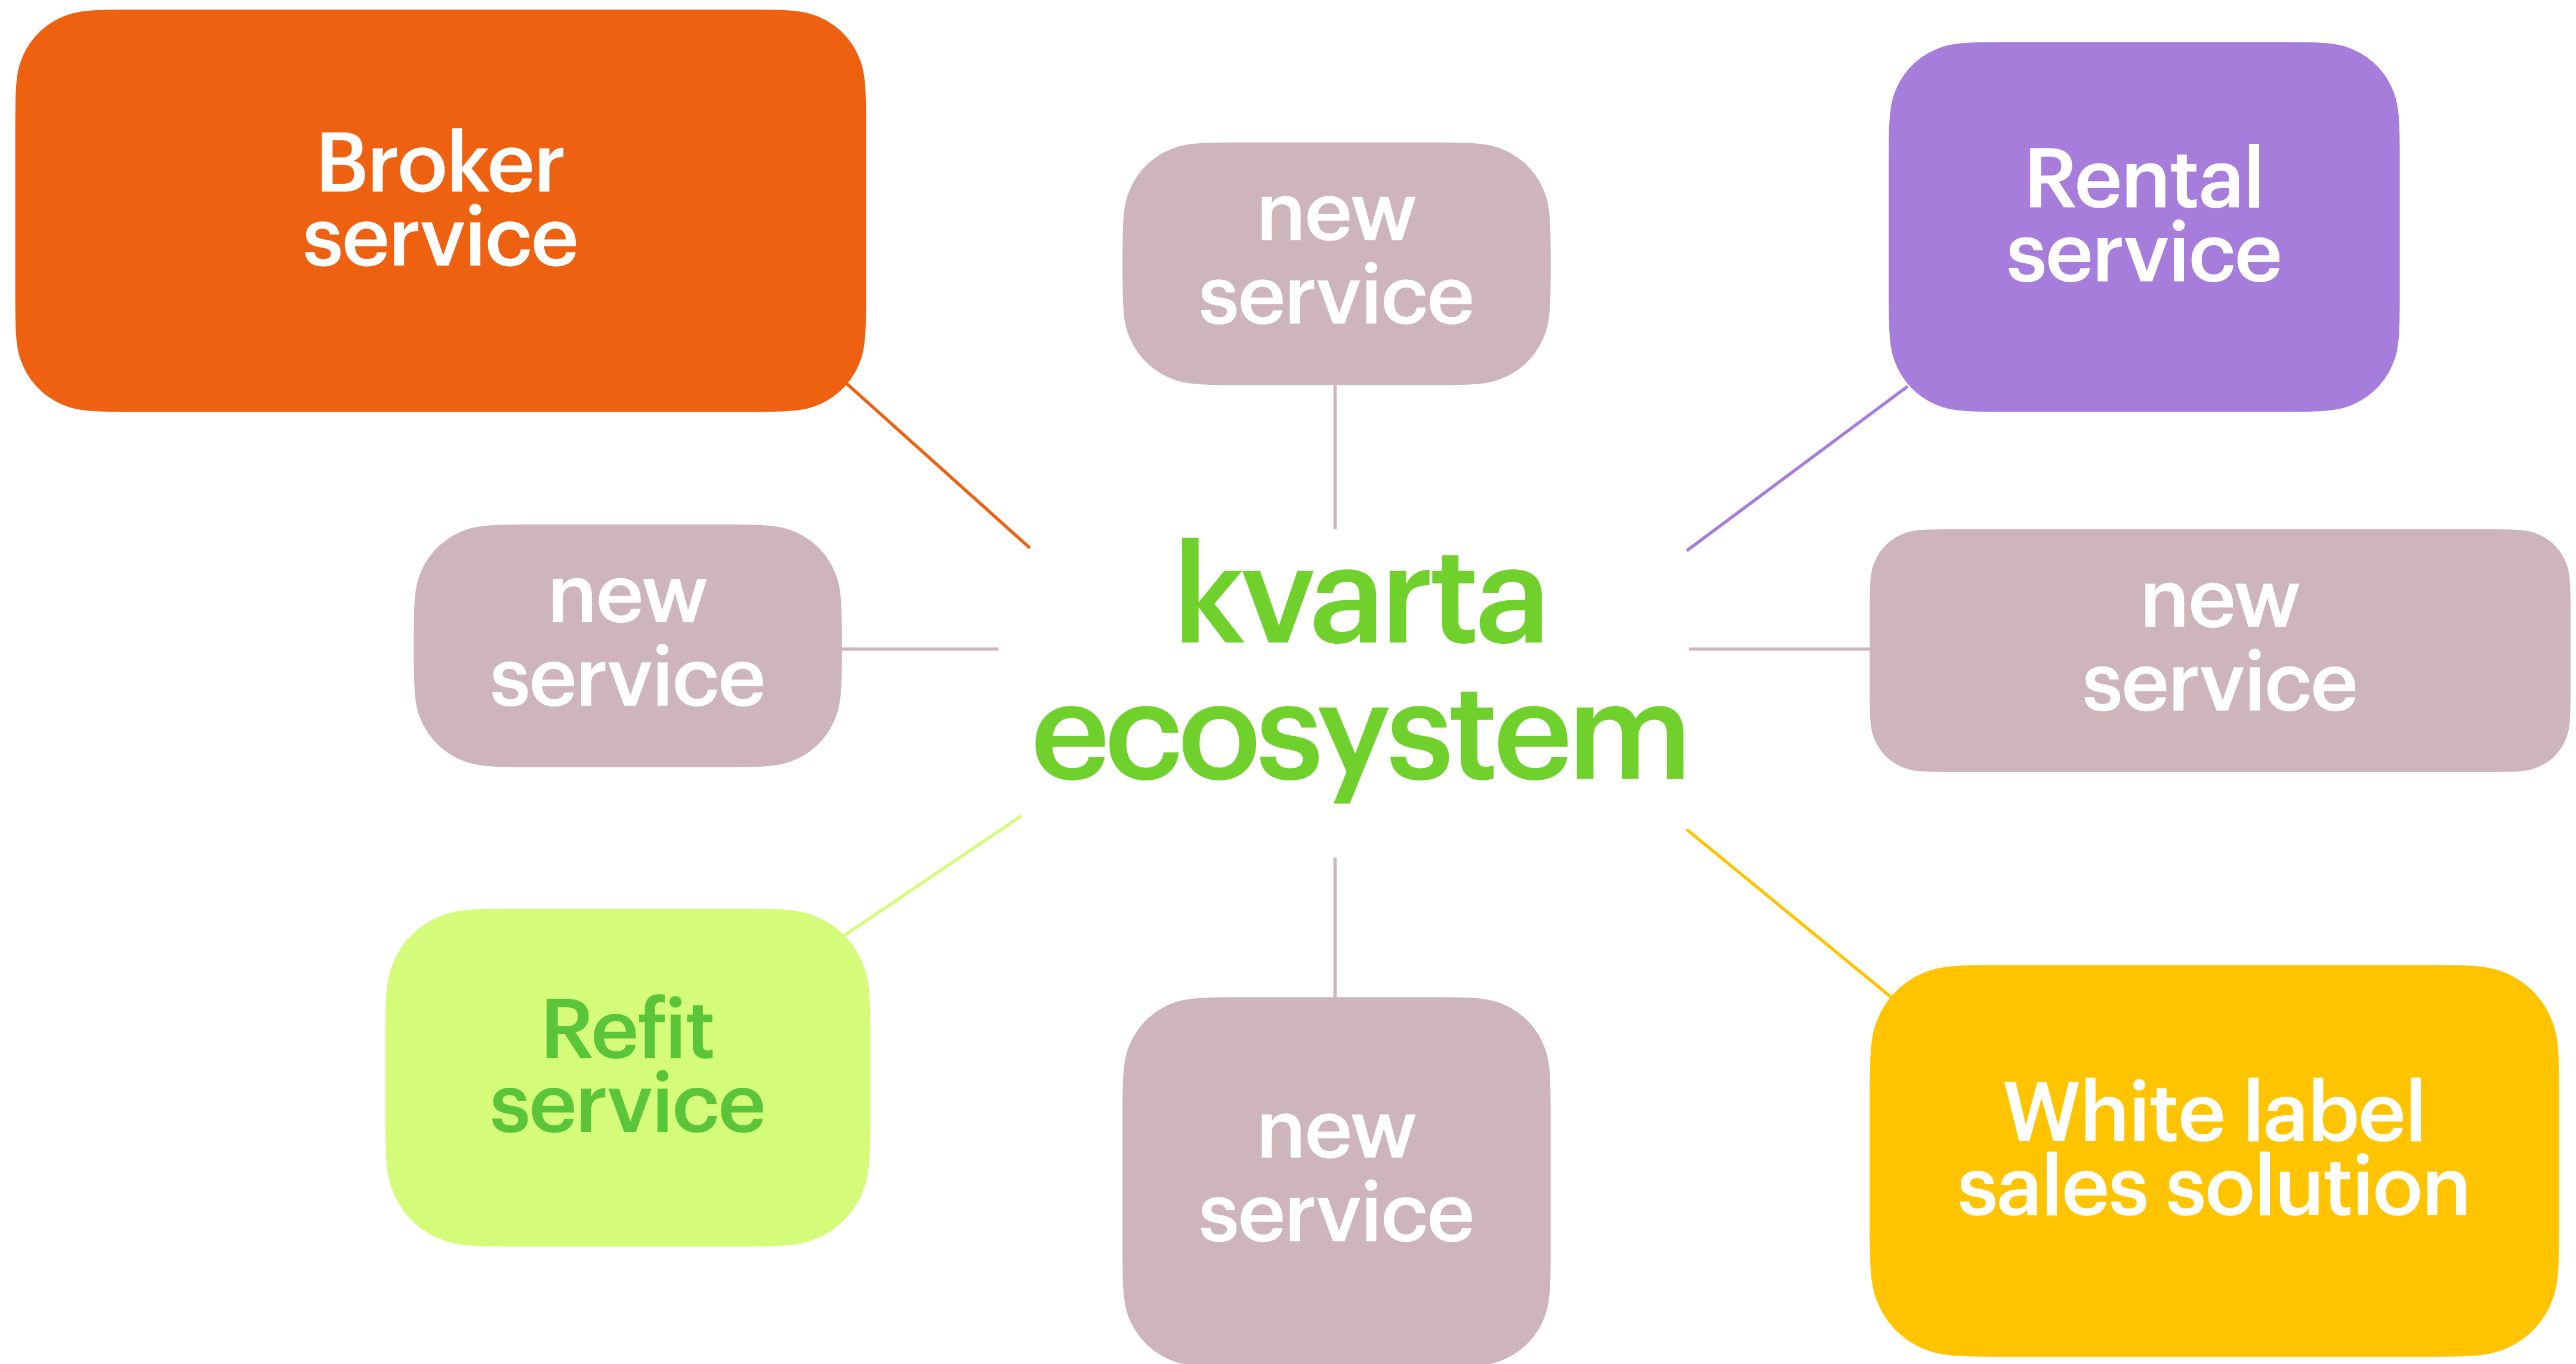 Broker
service
new
service
Rental
service
new
service
kvarta
ecosystem
new
service
Refit
service
new
service
White label
sales solution